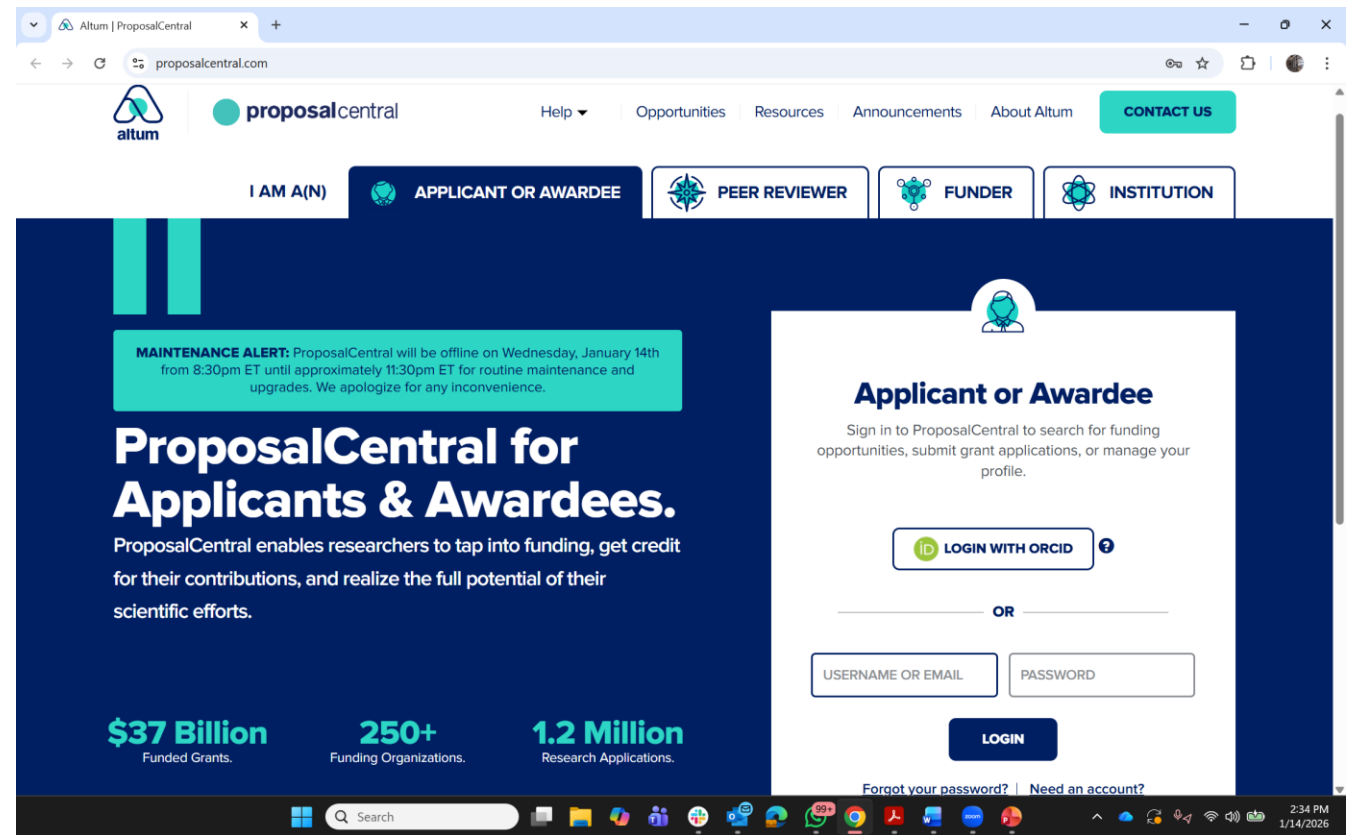 Altum | ProposalCentral
proposalcentral.com
altum
proposalcentral
Help
Opportunities
Resources
Announcements
About Altum
CONTACT US
I AM A(N)
APPLICANT OR AWARDEE
PEER REVIEWER
FUNDER
INSTITUTION
MAINTENANCE ALERT: ProposalCentral will be offline on Wednesday, January 14th
from 8:30pm ET until approximately 11:30pm ET for routine maintenance and
upgrades. We apologize for any inconvenience.
ProposalCentral for
Applicants & Awardees.
ProposalCentral enables researchers to tap into funding, get credit
for their contributions, and realize the full potential of their
scientific efforts.
$37 Billion
Funded Grants.
250+
Funding Organizations.
1.2 Million
Research Applications.
Applicant or Awardee
Sign in to ProposalCentral to search for funding
opportunities, submit grant applications, or manage your
profile.
iD LOGIN WITH ORCID ?
OR
USERNAME OR EMAIL
PASSWORD
LOGIN
Forgot your password? | Need an account?
Search
99+
zoom
2:34 PM
1/14/2026